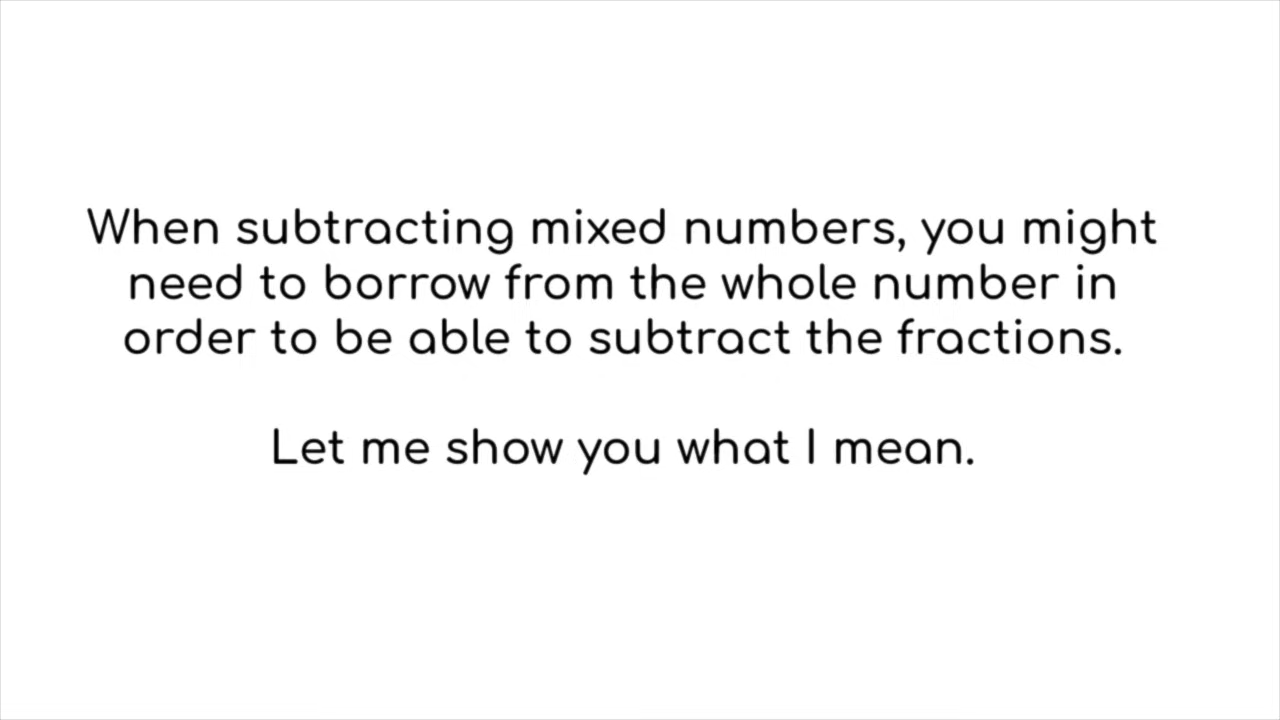 When subtracting mixed numbers, you might
need to borrow from the whole number in
order to be able to subtract the fractions.
Let me show you what I mean.